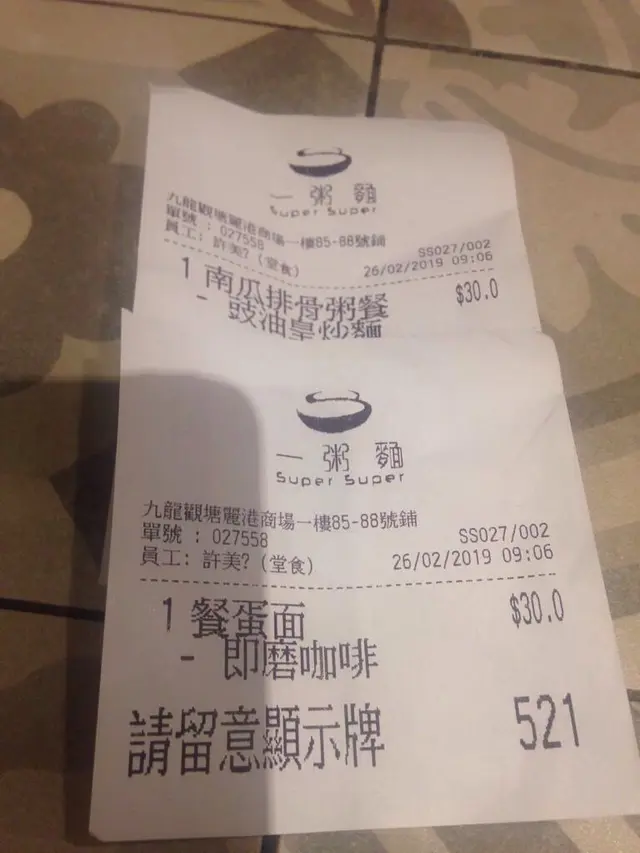 一粥麵
Super Super
九龍觀塘麗港商場一樓85-88號鋪
單號 : 027558
SS027/002
員工: 許美? (堂食)
26/02/2019 09:06
1 南瓜排骨粥餐
$30.0
- 豉油皇炒麵
一粥麵
Super Super
九龍觀塘麗港商場一樓85-88號鋪
單號 : 027558
SS027/002
員工: 許美? (堂食)
26/02/2019 09:06
1 餐蛋面
$30.0
- 即磨咖啡
請留意顯示牌
521